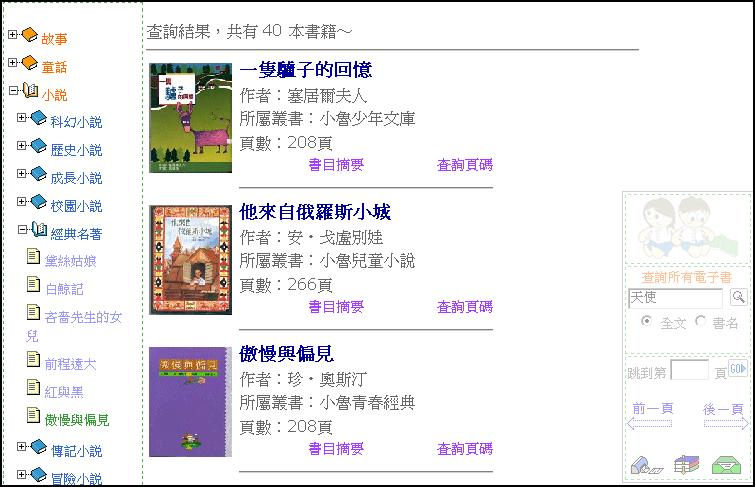 故事
童話
小說
科幻小說
歷史小說
成長小說
校園小說
經典名著
黛絲姑娘
白鯨記
吝嗇先生的女
兒
前程遠大
紅與黑
傲慢與偏見
傳記小說
冒險小說
查詢結果，共有 40 本書籍～
一隻驢子的回憶
作者：塞居爾夫人
所屬叢書：小魯少年文庫
頁數：208頁
書目摘要 查詢頁碼
他來自俄羅斯小城
作者：安・戈盧別娃
所屬叢書：小魯兒童小說
頁數：266頁
書目摘要 查詢頁碼
傲慢與偏見
傲慢與偏見
作者：珍・奧斯汀
所屬叢書：小魯青春經典
頁數：208頁
書目摘要 查詢頁碼
查詢所有電子書
天使
全文 書名
跳到第 頁 GO
前一頁 後一頁